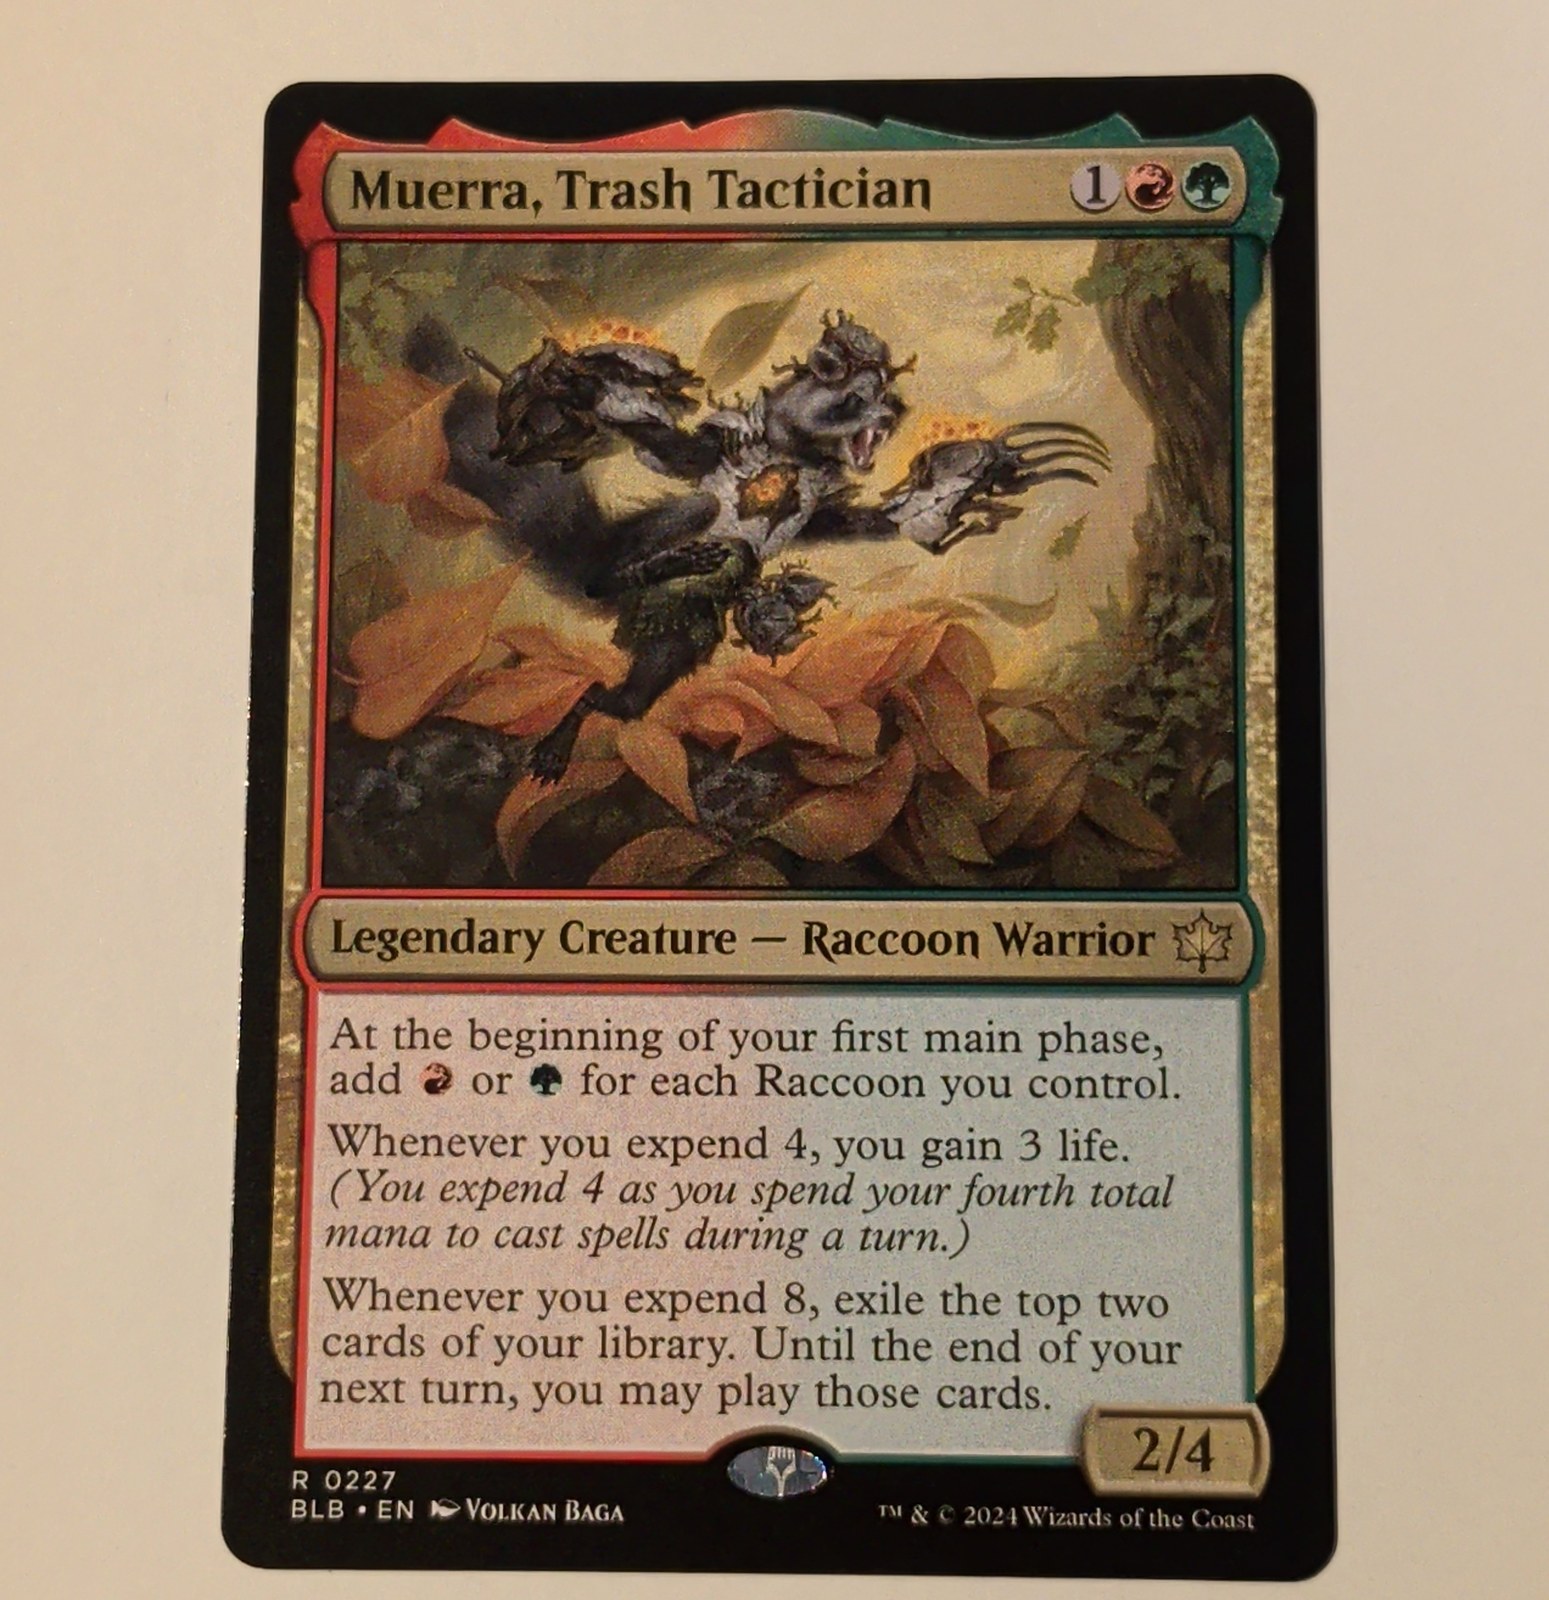 Muerra, Trash Tactician 1
Legendary Creature — Raccoon Warrior
At the beginning of your first main phase,
add or for each Raccoon you control.
Whenever you expend 4, you gain 3 life.
(You expend 4 as you spend your fourth total
mana to cast spells during a turn.)
Whenever you expend 8, exile the top two
cards of your library. Until the end of your
next turn, you may play those cards.
2/4
R 0227
BLB • EN VOLKAN BAGA
™ & © 2024 Wizards of the Coast